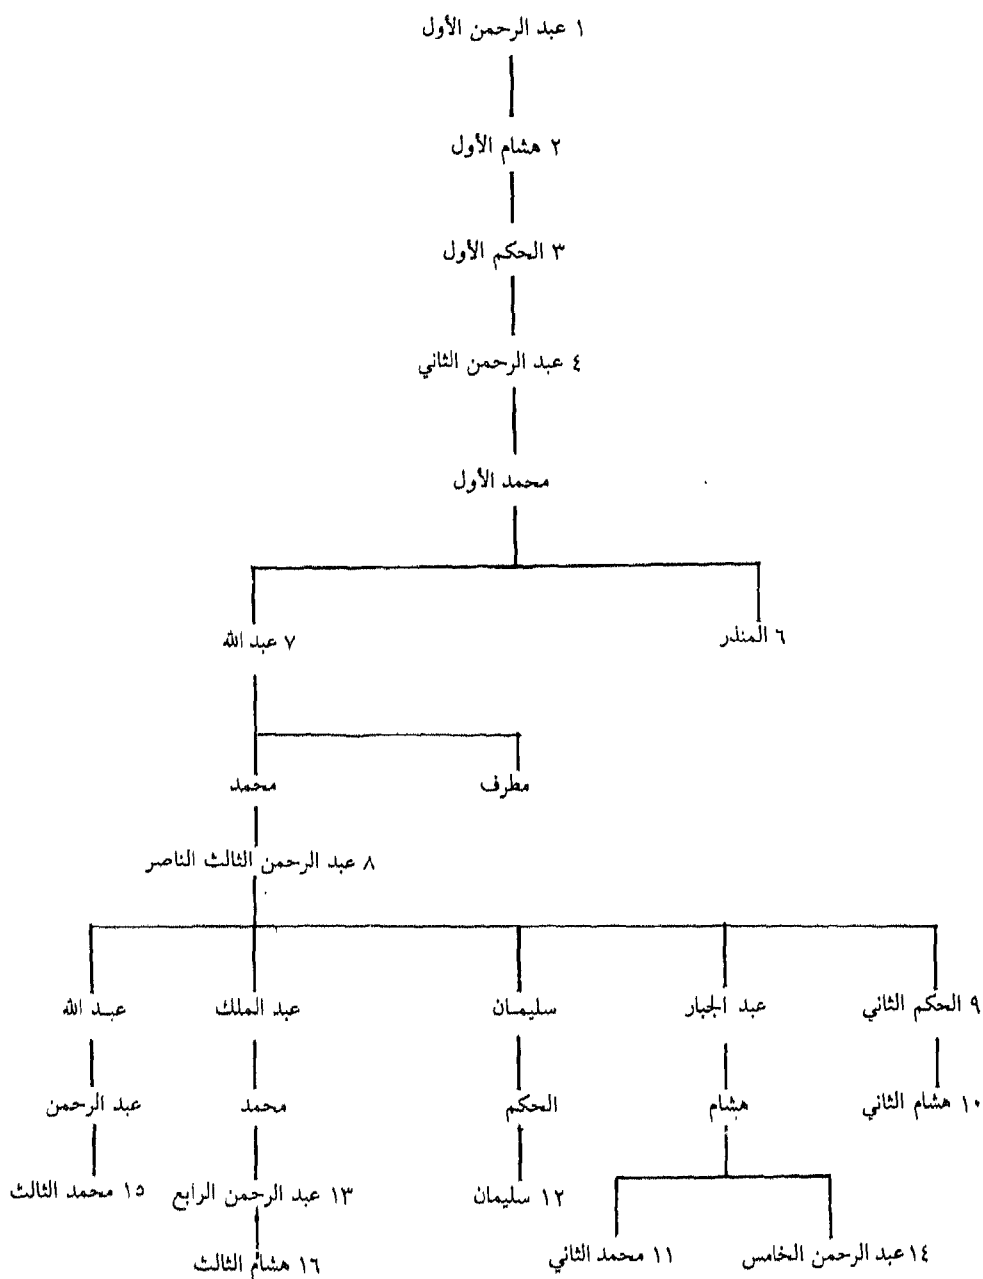 ١ عبد الرحمن الأول
٢ هشام الأول
٣ الحكم الأول
٤ عبد الرحمن الثاني
محمد الأول
٦ المنذر
٧ عبد الله
مطرف
محمد
٨ عبد الرحمن الثالث الناصر
٩ الحكم الثاني
عبد الجبار
سليمان
عبد الملك
عبد الله
١٠ هشام الثاني
هشام
الحكم
محمد
عبد الرحمن
١٢ سليمان
١٣ عبد الرحمن الرابع
١٥ محمد الثالث
١٤ عبد الرحمن الخامس
١١ محمد الثاني
١٦ هشام الثالث